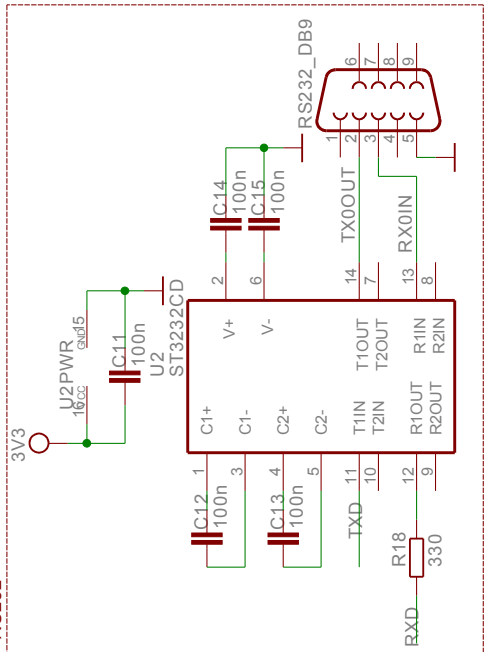 RS232_DB9
6
7
8
9
1
2
3
4
5
C14
100n
C15
100n
TX0OUT
RX0IN
2
6
14
7
13
8
V+
V-
T1OUT
T2OUT
R1IN
R2IN
U2
ST3232CD
C11
100n
U2PWR
GND
15
16
VCC
3V3
C1+
C1-
C2+
C2-
T1IN
T2IN
R1OUT
R2OUT
1
3
4
5
11
10
12
9
C12
100n
C13
100n
TXD
R18
330
RXD